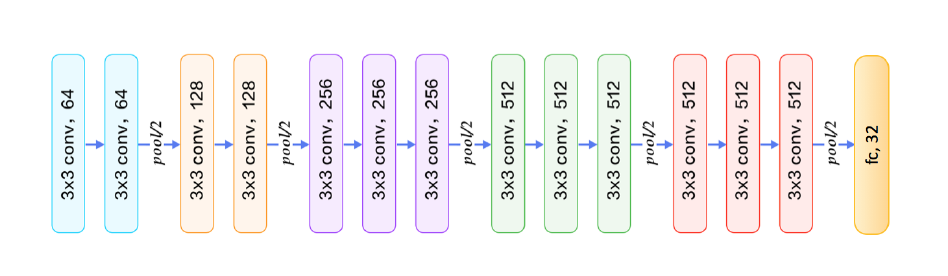 3x3 conv, 64
3x3 conv, 64
pool/2
3x3 conv, 128
3x3 conv, 128
pool/2
3x3 conv, 256
3x3 conv, 256
3x3 conv, 256
pool/2
3x3 conv, 512
3x3 conv, 512
3x3 conv, 512
pool/2
3x3 conv, 512
3x3 conv, 512
3x3 conv, 512
pool/2
fc, 32